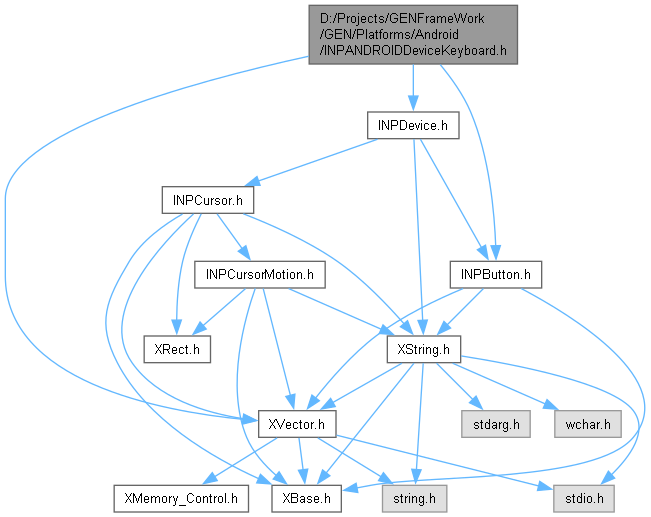 D:/Projects/GENFrameWork
/GEN/Platforms/Android
/INPANDROIDDeviceKeyboard.h
INPDevice.h
INPCursor.h
INPCursorMotion.h
INPButton.h
XRect.h
XString.h
XVector.h
stdarg.h
wchar.h
XMemory_Control.h
XBase.h
string.h
stdio.h